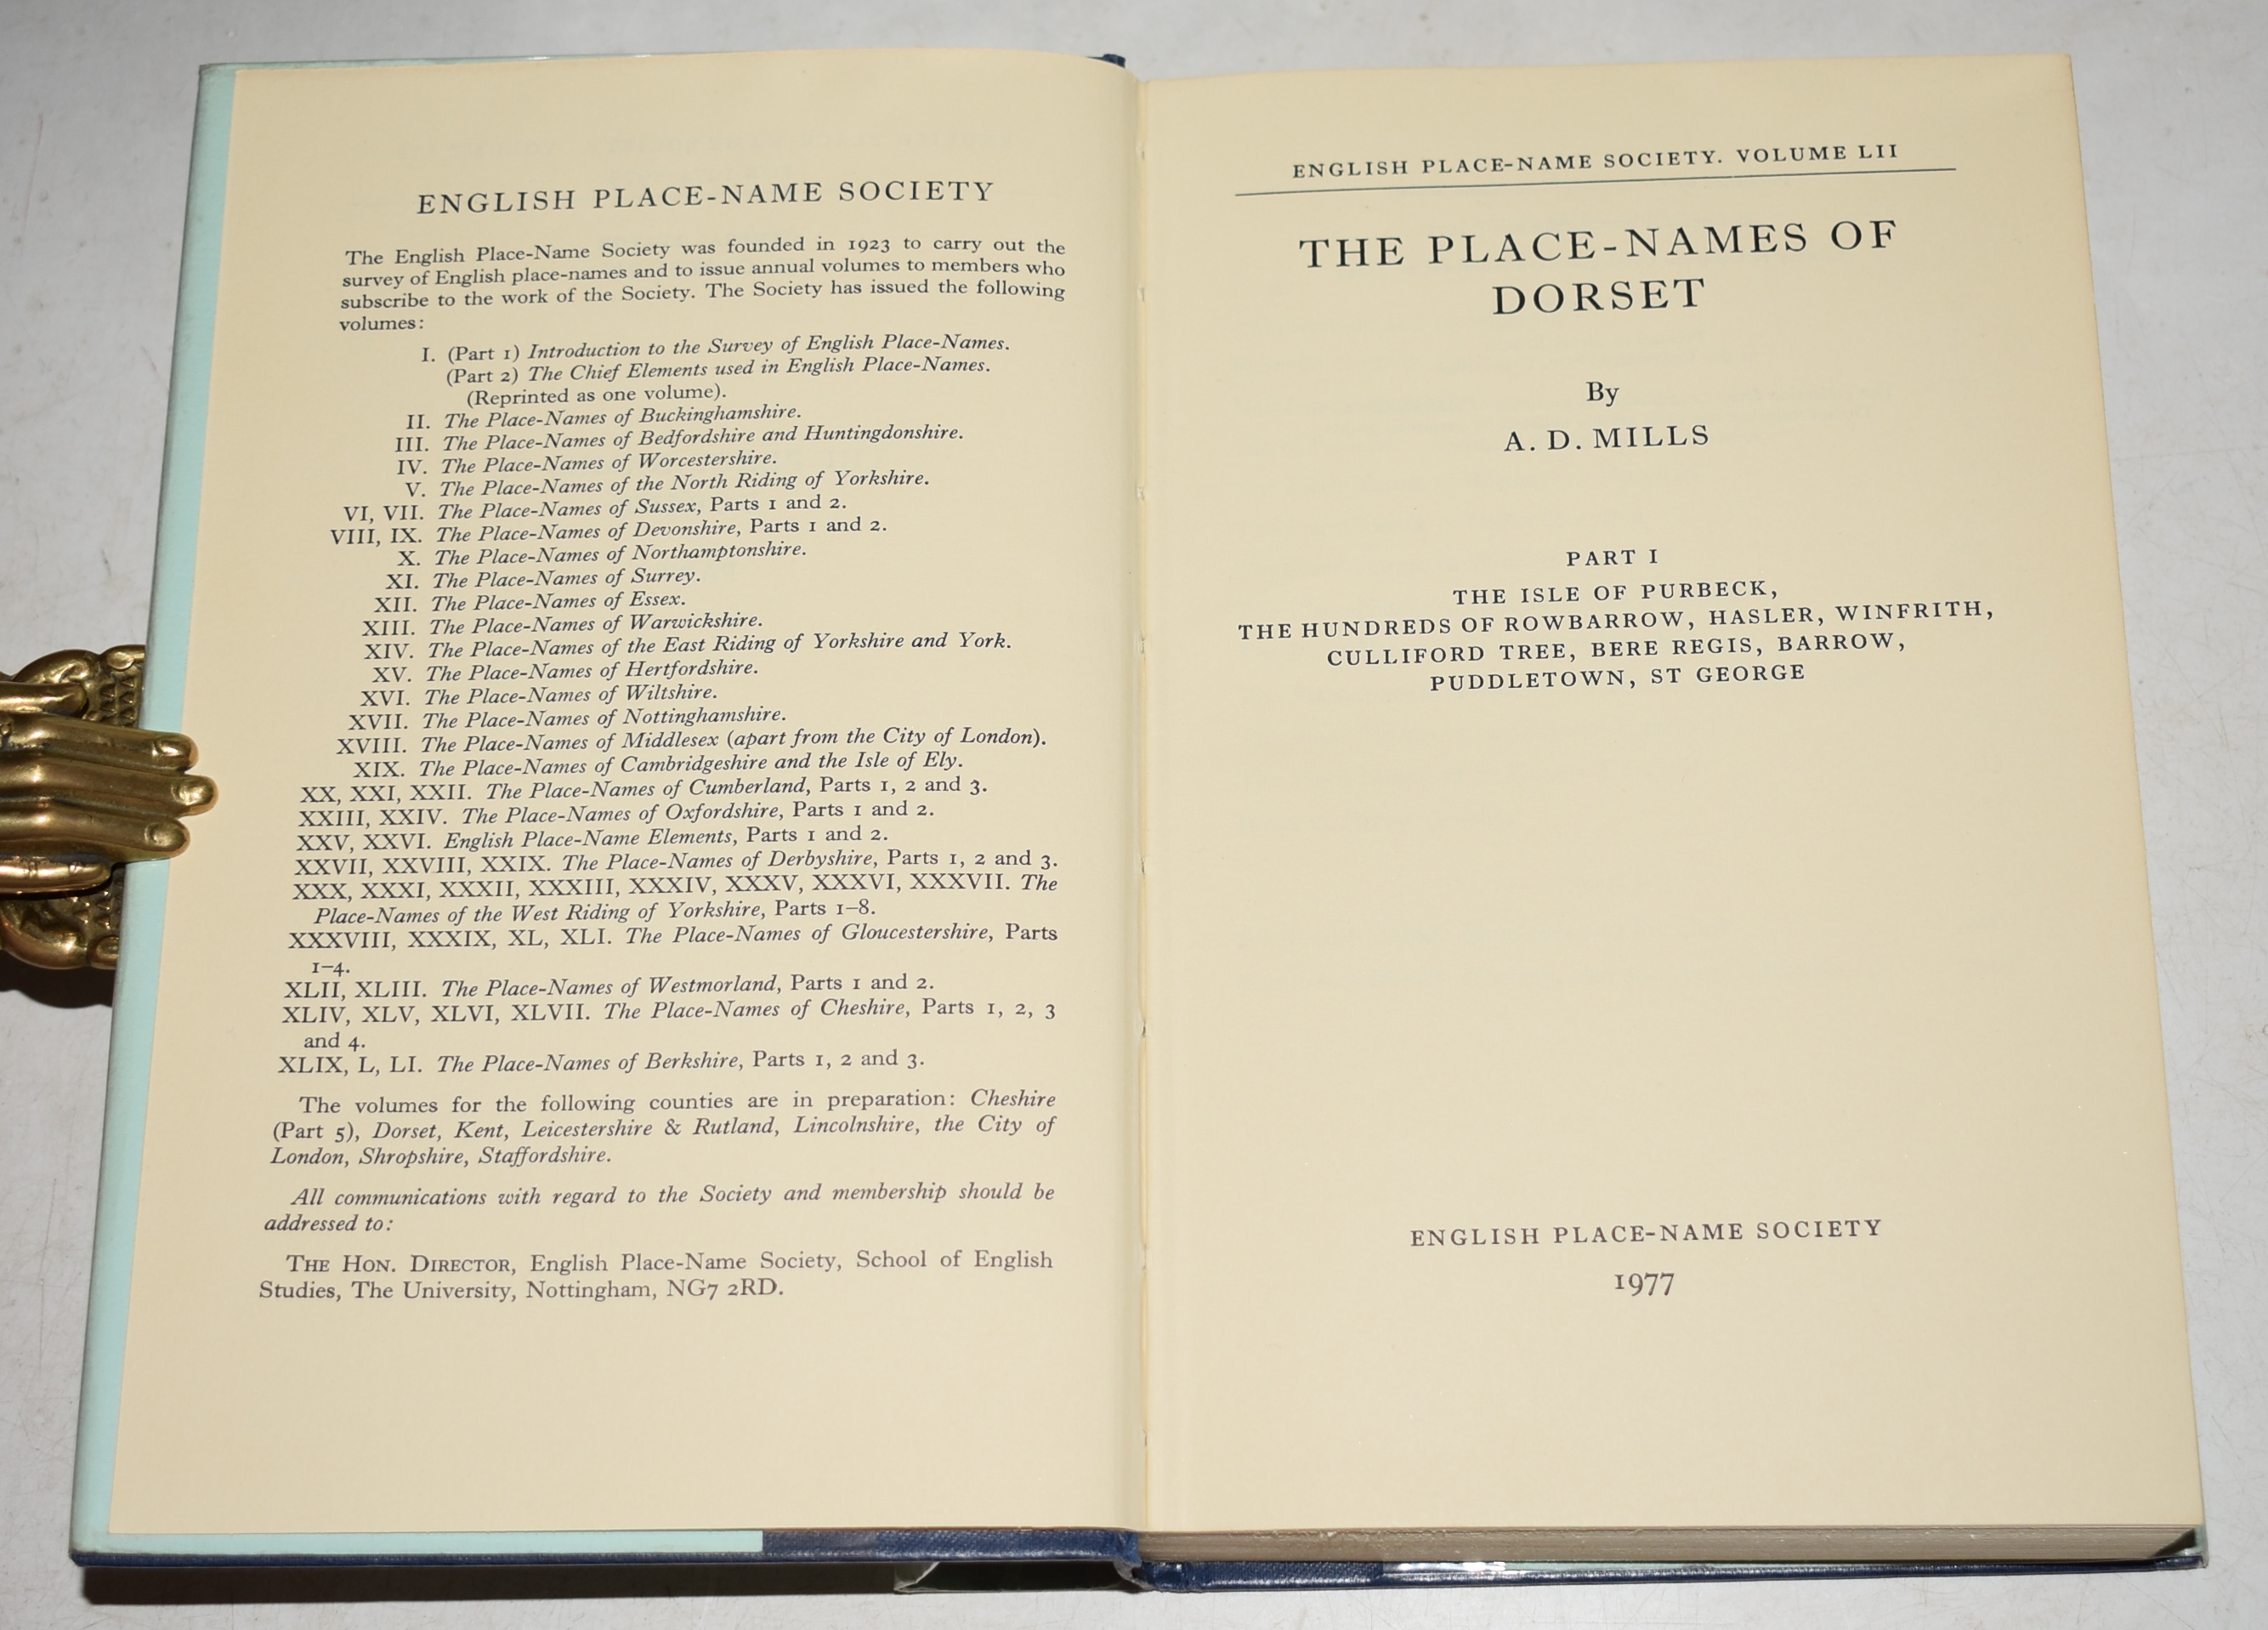 ENGLISH PLACE-NAME SOCIETY
The English Place-Name Society was founded in 1923 to carry out the
survey of English place-names and to issue annual volumes to members who
subscribe to the work of the Society. The Society has issued the following
volumes:
I. (Part 1) Introduction to the Survey of English Place-Names.
(Part 2) The Chief Elements used in English Place-Names.
(Reprinted as one volume).
II. The Place-Names of Buckinghamshire.
III. The Place-Names of Bedfordshire and Huntingdonshire.
IV. The Place-Names of Worcestershire.
V. The Place-Names of the North Riding of Yorkshire.
VI, VII. The Place-Names of Sussex, Parts 1 and 2.
VIII, IX. The Place-Names of Devonshire, Parts 1 and 2.
X. The Place-Names of Northamptonshire.
XI. The Place-Names of Surrey.
XII. The Place-Names of Essex.
XIII. The Place-Names of Warwickshire.
XIV. The Place-Names of the East Riding of Yorkshire and York.
XV. The Place-Names of Hertfordshire.
XVI. The Place-Names of Wiltshire.
XVII. The Place-Names of Nottinghamshire.
XVIII. The Place-Names of Middlesex (apart from the City of London).
XIX. The Place-Names of Cambridgeshire and the Isle of Ely.
XX, XXI, XXII. The Place-Names of Cumberland, Parts 1, 2 and 3.
XXIII, XXIV. The Place-Names of Oxfordshire, Parts 1 and 2.
XXV, XXVI. English Place-Name Elements, Parts 1 and 2.
XXVII, XXVIII, XXIX. The Place-Names of Derbyshire, Parts 1, 2 and 3.
XXX, XXXI, XXXII, XXXIII, XXXIV, XXXV, XXXVI, XXXVII. The
Place-Names of the West Riding of Yorkshire, Parts 1–8.
XXXVIII, XXXIX, XL, XLI. The Place-Names of Gloucestershire, Parts
1–4.
XLII, XLIII. The Place-Names of Westmorland, Parts 1 and 2.
XLIV, XLV, XLVI, XLVII. The Place-Names of Cheshire, Parts 1, 2, 3
and 4.
XLIX, L, LI. The Place-Names of Berkshire, Parts 1, 2 and 3.
The volumes for the following counties are in preparation: Cheshire
(Part 5), Dorset, Kent, Leicestershire & Rutland, Lincolnshire, the City of
London, Shropshire, Staffordshire.
All communications with regard to the Society and membership should be
addressed to:
THE HON. DIRECTOR, English Place-Name Society, School of English
Studies, The University, Nottingham, NG7 2RD.
ENGLISH PLACE-NAME SOCIETY. VOLUME LII
THE PLACE-NAMES OF
DORSET
By
A. D. MILLS
PART I
THE ISLE OF PURBECK,
THE HUNDREDS OF ROWBARROW, HASLER, WINFRITH,
CULLIFORD TREE, BERE REGIS, BARROW,
PUDDLETOWN, ST GEORGE
ENGLISH PLACE-NAME SOCIETY
1977